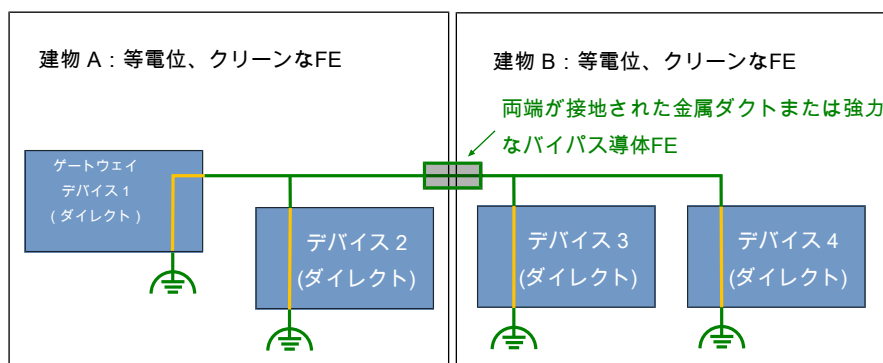 建物 A：等電位、クリーンなFE
建物 B：等電位、クリーンなFE
両端が接地された金属ダクトまたは強力
なバイパス導体FE
ゲートウェイ
デバイス1
（ダイレクト）
デバイス 2
(ダイレクト)
デバイス 3
(ダイレクト)
デバイス 4
(ダイレクト)